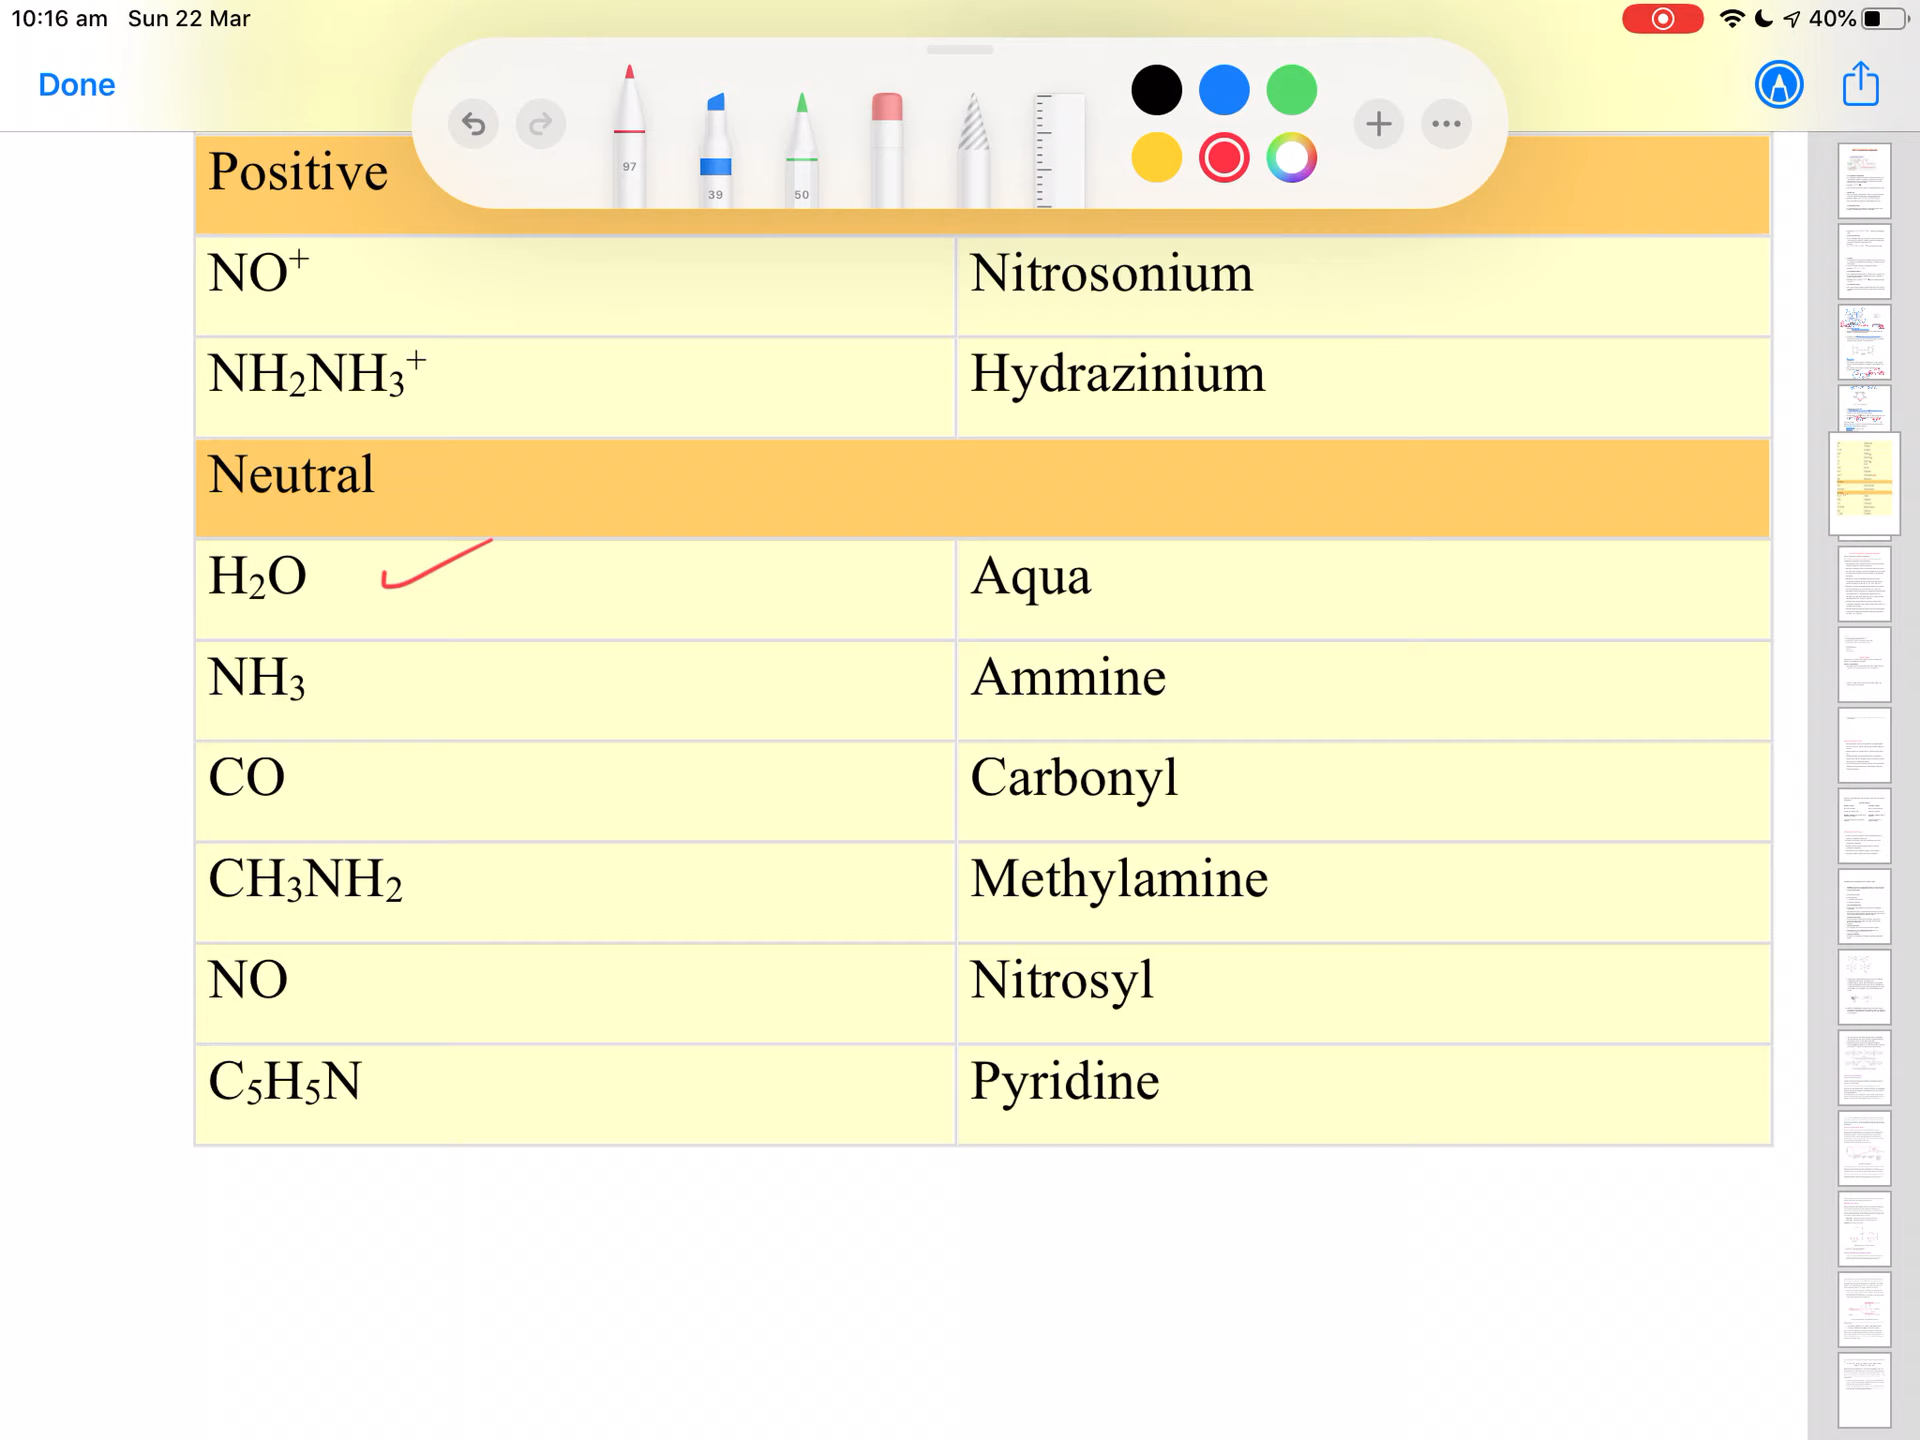 10:16 am Sun 22 Mar
40%
Done
97
39
50
Positive
NO⁺ Nitrosonium
NH₂NH₃⁺ Hydrazinium
Neutral
H₂O Aqua
NH₃ Ammine
CO Carbonyl
CH₃NH₂ Methylamine
NO Nitrosyl
C₅H₅N Pyridine